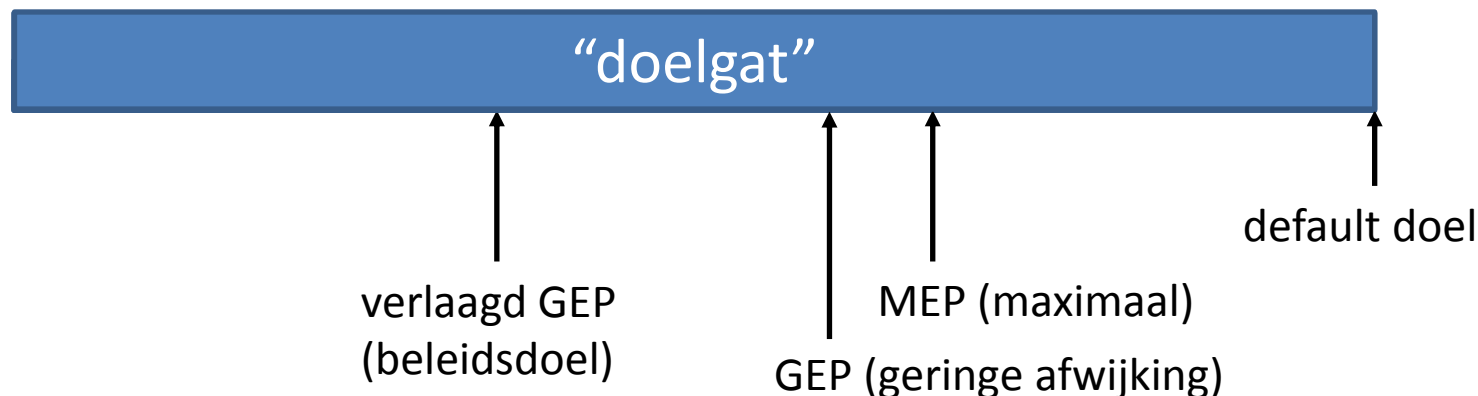 “doelgat”
default doel
verlaagd GEP
(beleidsdoel)
MEP (maximaal)
GEP (geringe afwijking)